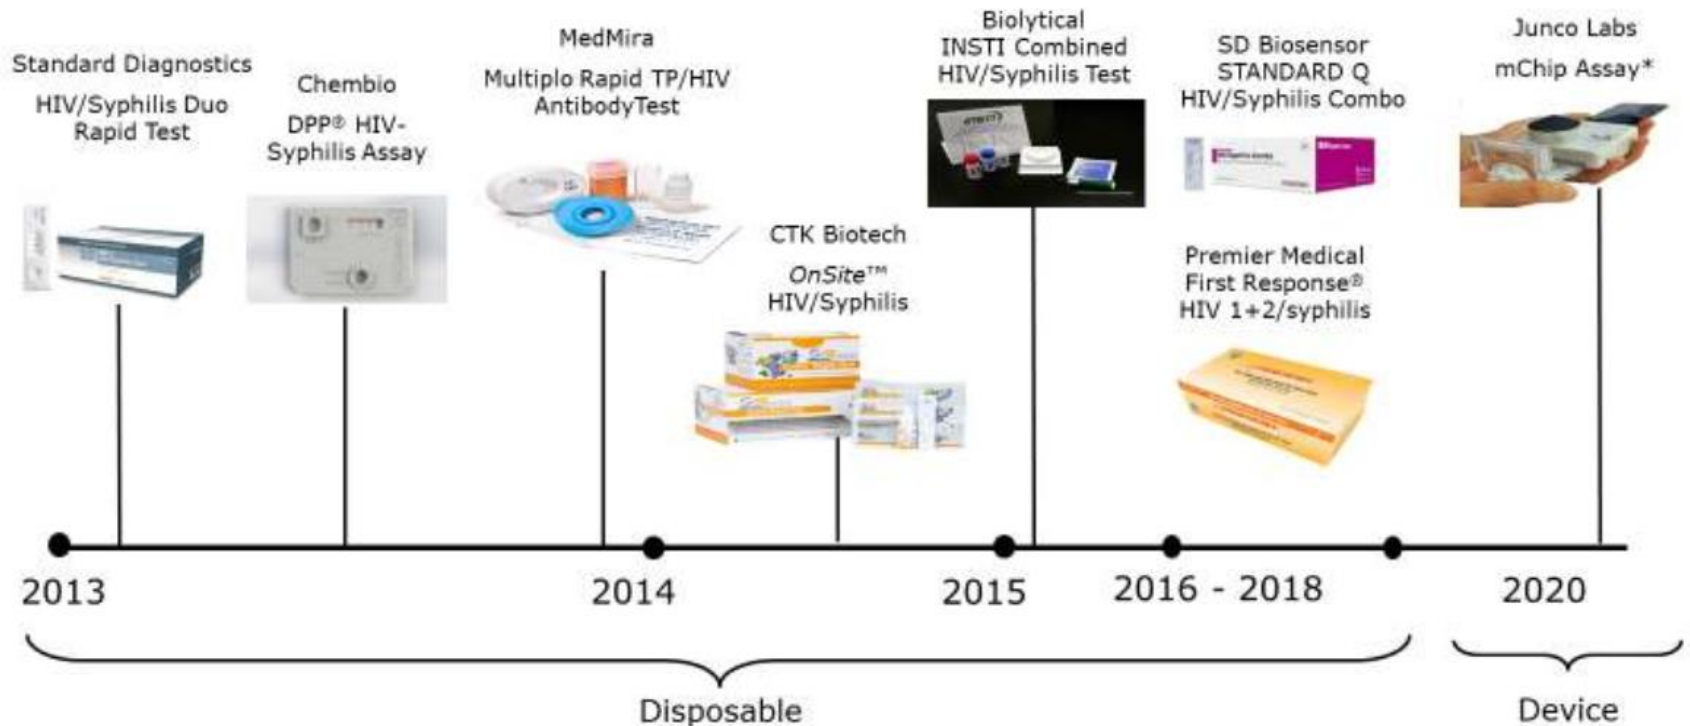 Standard Diagnostics
HIV/Syphilis Duo
Rapid Test
Chembio
DPP® HIV-
Syphilis Assay
MedMira
Multiplo Rapid TP/HIV
AntibodyTest
CTK Biotech
OnSite™
HIV/Syphilis
Biolytical
INSTI Combined
HIV/Syphilis Test
SD Biosensor
STANDARD Q
HIV/Syphilis Combo
Premier Medical
First Response®
HIV 1+2/syphilis
Junco Labs
mChip Assay*
2013
2014
2015
2016 - 2018
2020
Disposable
Device